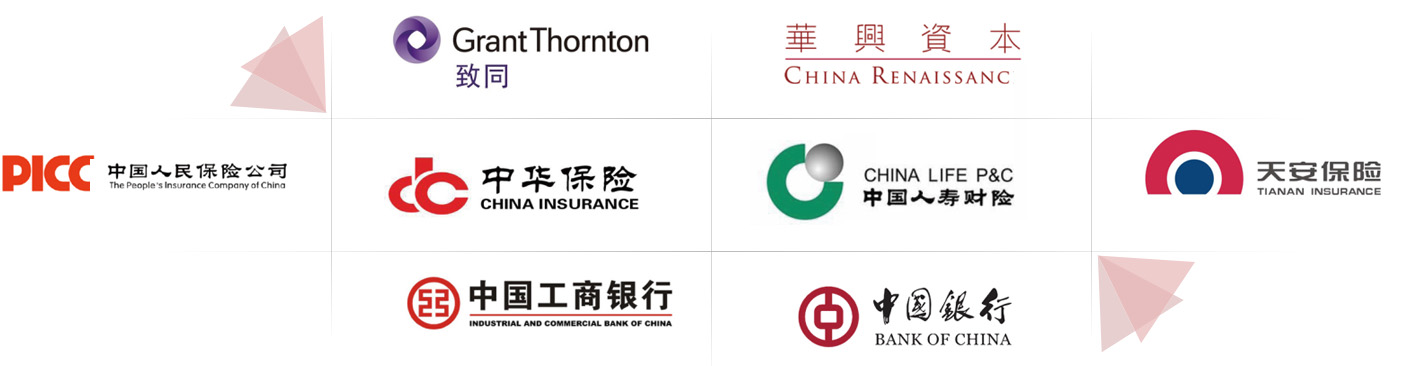 Grant Thornton
致同
華興資本
CHINA RENAISSANC
PICC
中国人民保险公司
The People's Insurance Company of China
中华保险
CHINA INSURANCE
CHINA LIFE P&C
中国人寿财险
天安保险
TIANAN INSURANCE
中国工商银行
INDUSTRIAL AND COMMERCIAL BANK OF CHINA
中國銀行
BANK OF CHINA